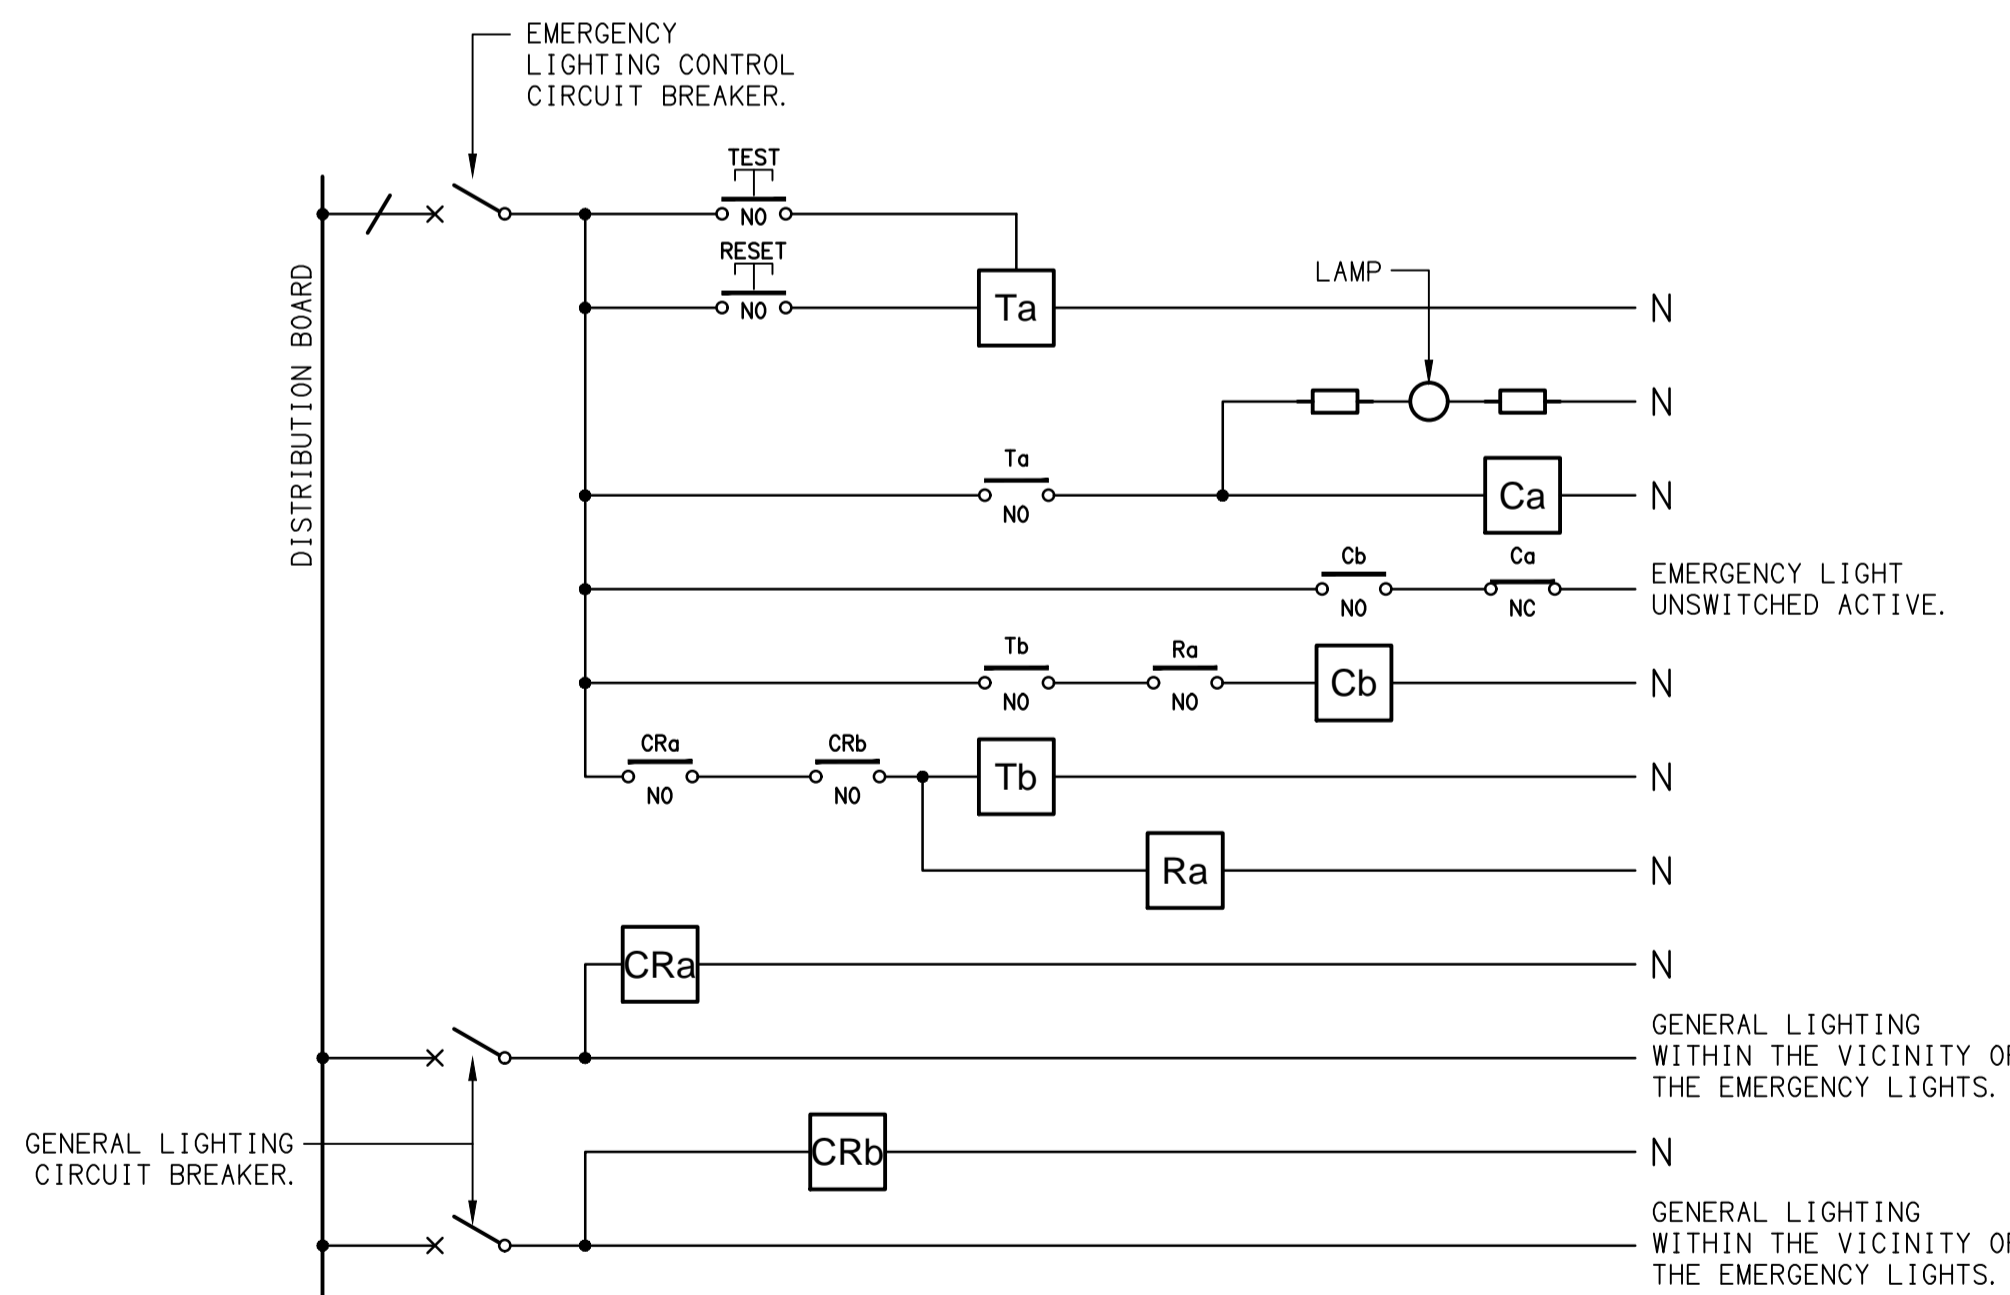 EMERGENCY
LIGHTING CONTROL
CIRCUIT BREAKER.
TEST
NO
RESET
NO
DISTRIBUTION BOARD
Ta
N
LAMP
N
Ta
NO
Ca
N
Cb
NO
Ca
NC
EMERGENCY LIGHT
UNSWITCHED ACTIVE.
Tb
NO
Ra
NO
Cb
N
CRa
NO
CRb
NO
Tb
N
Ra
N
CRa
N
GENERAL LIGHTING
WITHIN THE VICINITY OF
THE EMERGENCY LIGHTS.
GENERAL LIGHTING
CIRCUIT BREAKER.
CRb
N
GENERAL LIGHTING
WITHIN THE VICINITY OF
THE EMERGENCY LIGHTS.